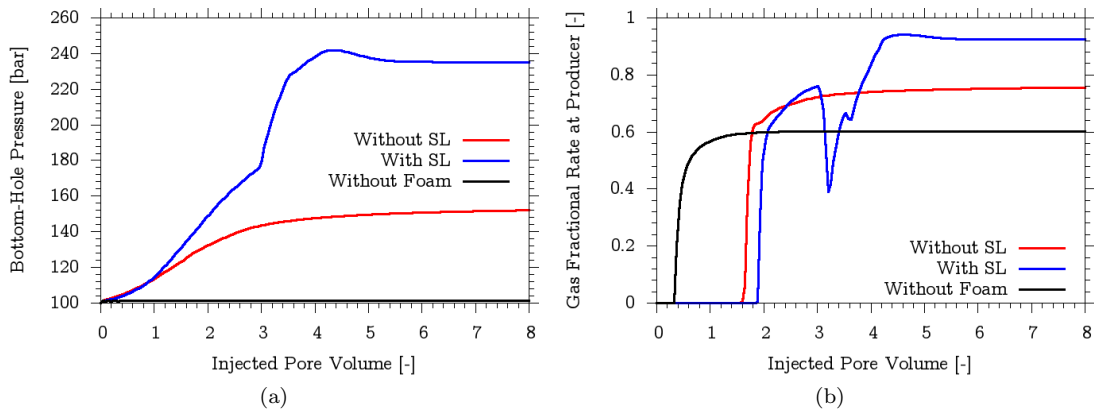 Bottom-Hole Pressure [bar]
260
240
220
200
180
160
140
120
100
0 1 2 3 4 5 6 7 8
Injected Pore Volume [-]
Without SL
With SL
Without Foam
(a)
Gas Fractional Rate at Producer [-]
1
0.8
0.6
0.4
0.2
0
0 1 2 3 4 5 6 7 8
Injected Pore Volume [-]
Without SL
With SL
Without Foam
(b)